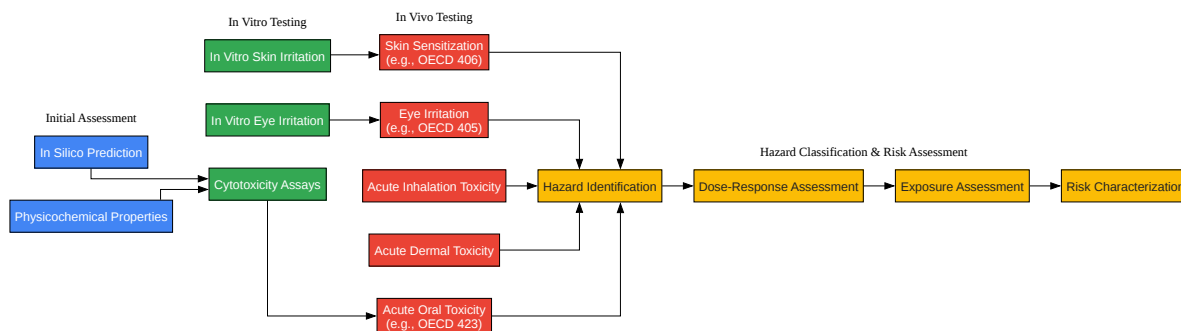 In Vitro Testing
In Vivo Testing
In Vitro Skin Irritation
Skin Sensitization
(e.g., OECD 406)
In Vitro Eye Irritation
Eye Irritation
(e.g., OECD 405)
Initial Assessment
In Silico Prediction
Physicochemical Properties
Cytotoxicity Assays
Acute Inhalation Toxicity
Acute Dermal Toxicity
Acute Oral Toxicity
(e.g., OECD 423)
Hazard Classification & Risk Assessment
Hazard Identification
Dose-Response Assessment
Exposure Assessment
Risk Characterization